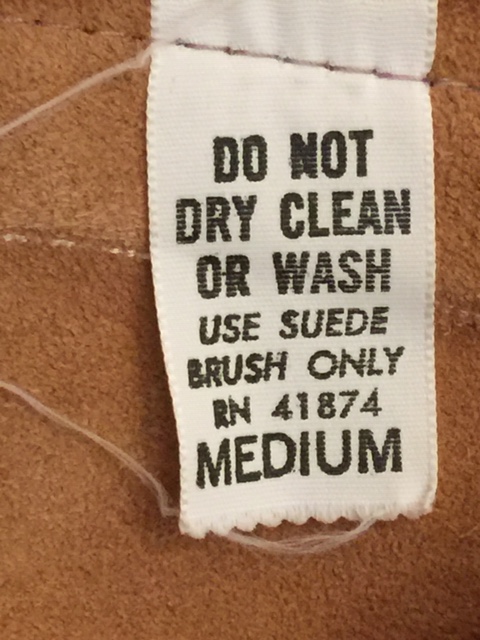 DO NOT
DRY CLEAN
OR WASH
USE SUEDE
BRUSH ONLY
RN 41874
MEDIUM